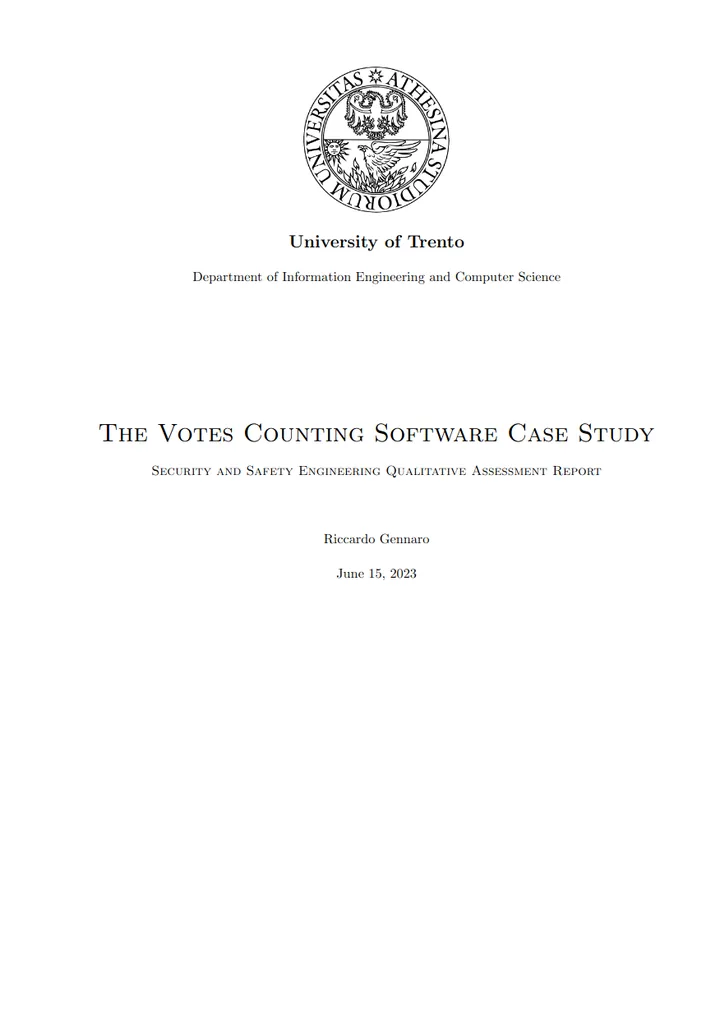 UNIVERSITAS ATHESINA STUDIORUM
University of Trento
Department of Information Engineering and Computer Science
The Votes Counting Software Case Study
Security and Safety Engineering Qualitative Assessment Report
Riccardo Gennaro
June 15, 2023